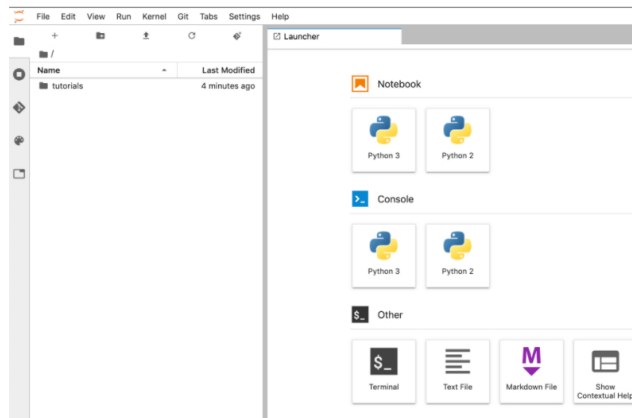 File Edit View Run Kernel Git Tabs Settings Help
Launcher
/
Name Last Modified
tutorials 4 minutes ago
Notebook
Python 3 Python 2
Console
Python 3 Python 2
$_ Other
$_
M
Terminal Text File Markdown File Show
Contextual Help